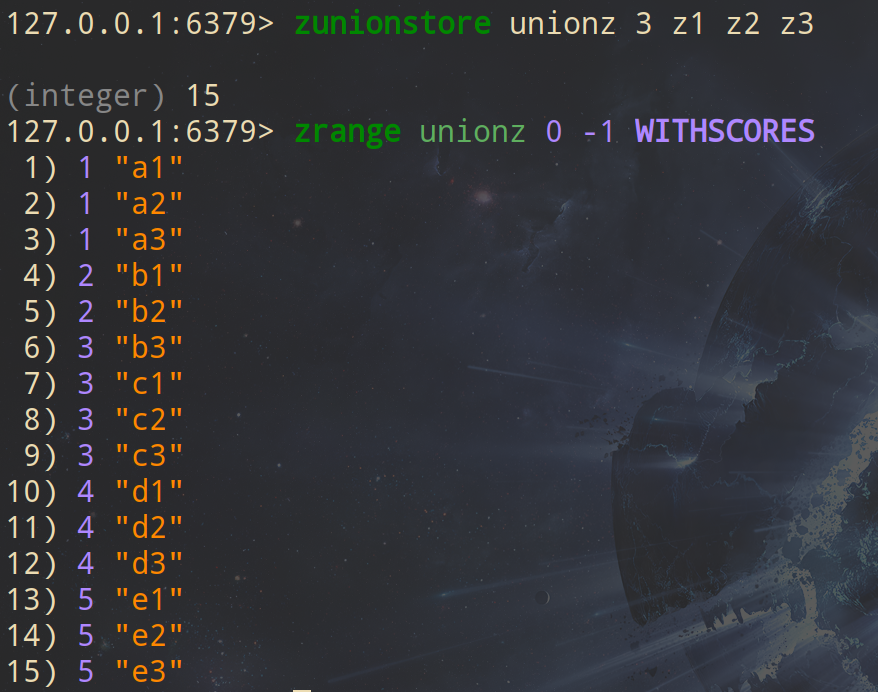 127.0.0.1:6379> zunionstore unionz 3 z1 z2 z3
(integer) 15
127.0.0.1:6379> zrange unionz 0 -1 WITHSCORES
1) 1 "a1"
2) 1 "a2"
3) 1 "a3"
4) 2 "b1"
5) 2 "b2"
6) 3 "b3"
7) 3 "c1"
8) 3 "c2"
9) 3 "c3"
10) 4 "d1"
11) 4 "d2"
12) 4 "d3"
13) 5 "e1"
14) 5 "e2"
15) 5 "e3"